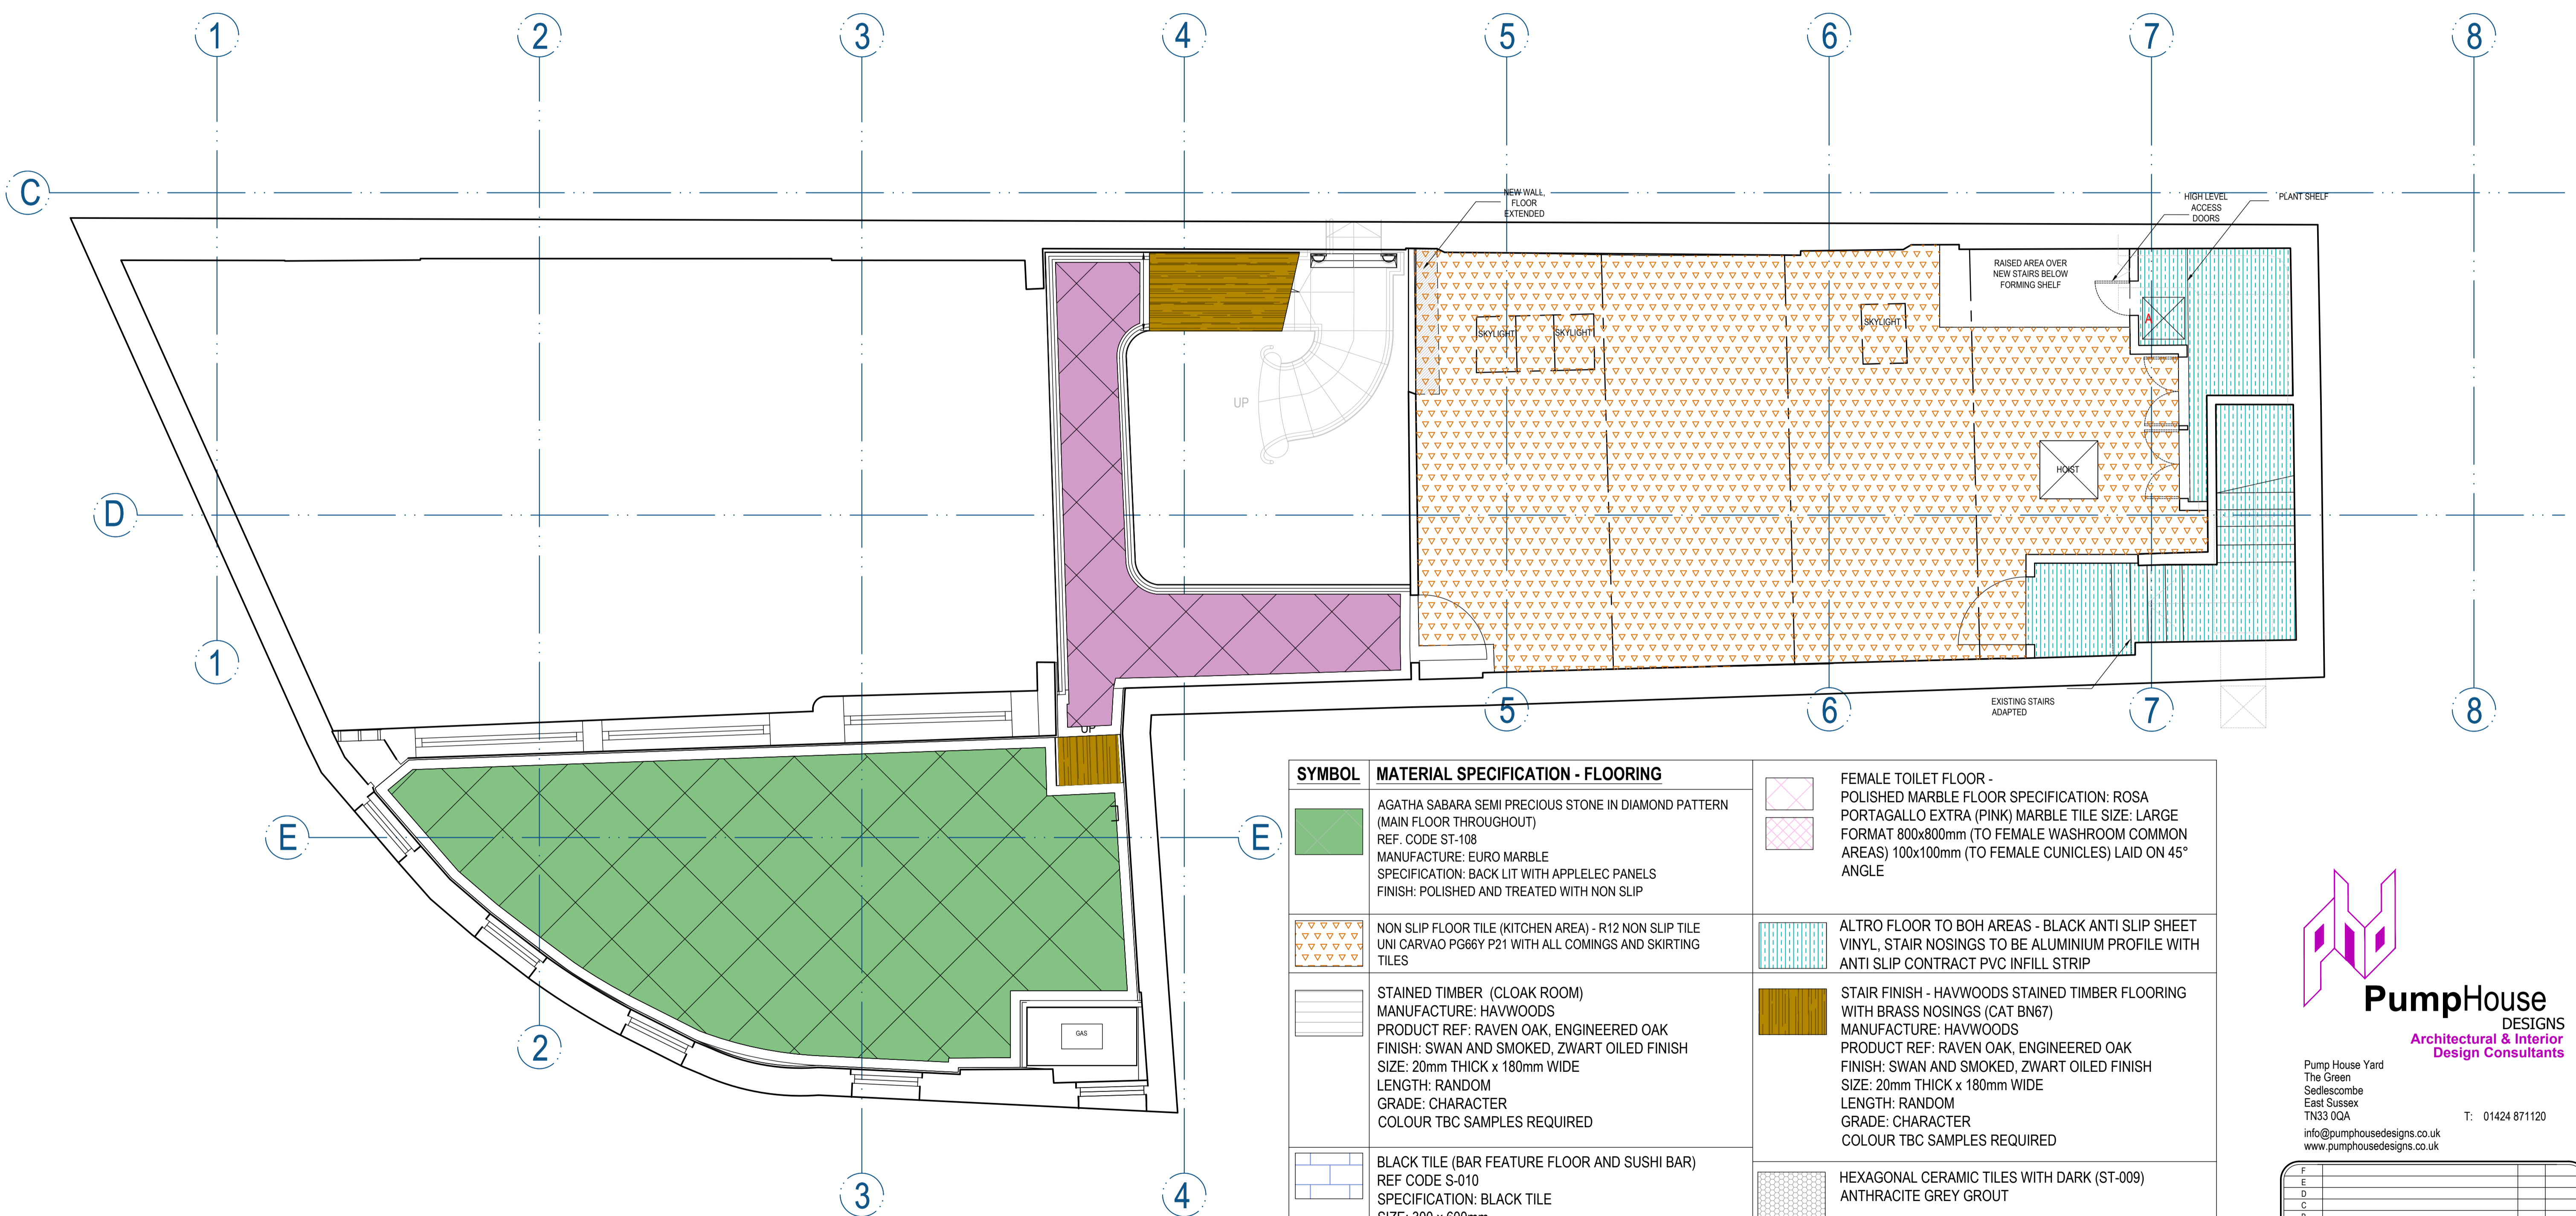 1 2 3 4 5 6 7 8
C
NEW WALL,
FLOOR
EXTENDED
HIGH LEVEL
ACCESS
DOORS
PLANT SHELF
RAISED AREA OVER
NEW STAIRS BELOW
FORMING SHELF
SKYLIGHT
SKYLIGHT
SKYLIGHT
A
UP
HOIST
D
1
UP
EXISTING STAIRS
ADAPTED
5 6 7 8
E E
GAS
2
3 4
SYMBOL
MATERIAL SPECIFICATION - FLOORING
AGATHA SABARA SEMI PRECIOUS STONE IN DIAMOND PATTERN
(MAIN FLOOR THROUGHOUT)
REF. CODE ST-108
MANUFACTURE: EURO MARBLE
SPECIFICATION: BACK LIT WITH APPLELEC PANELS
FINISH: POLISHED AND TREATED WITH NON SLIP
NON SLIP FLOOR TILE (KITCHEN AREA) - R12 NON SLIP TILE
UNI CARVAO PG66Y P21 WITH ALL COMINGS AND SKIRTING
TILES
STAINED TIMBER (CLOAK ROOM)
MANUFACTURE: HAVWOODS
PRODUCT REF: RAVEN OAK, ENGINEERED OAK
FINISH: SWAN AND SMOKED, ZWART OILED FINISH
SIZE: 20mm THICK x 180mm WIDE
LENGTH: RANDOM
GRADE: CHARACTER
COLOUR TBC SAMPLES REQUIRED
BLACK TILE (BAR FEATURE FLOOR AND SUSHI BAR)
REF CODE S-010
SPECIFICATION: BLACK TILE
SIZE: 300 x 600mm
FEMALE TOILET FLOOR -
POLISHED MARBLE FLOOR SPECIFICATION: ROSA
PORTAGALLO EXTRA (PINK) MARBLE TILE SIZE: LARGE
FORMAT 800x800mm (TO FEMALE WASHROOM COMMON
AREAS) 100x100mm (TO FEMALE CUNICLES) LAID ON 45°
ANGLE
ALTRO FLOOR TO BOH AREAS - BLACK ANTI SLIP SHEET
VINYL, STAIR NOSINGS TO BE ALUMINIUM PROFILE WITH
ANTI SLIP CONTRACT PVC INFILL STRIP
STAIR FINISH - HAVWOODS STAINED TIMBER FLOORING
WITH BRASS NOSINGS (CAT BN67)
MANUFACTURE: HAVWOODS
PRODUCT REF: RAVEN OAK, ENGINEERED OAK
FINISH: SWAN AND SMOKED, ZWART OILED FINISH
SIZE: 20mm THICK x 180mm WIDE
LENGTH: RANDOM
GRADE: CHARACTER
COLOUR TBC SAMPLES REQUIRED
HEXAGONAL CERAMIC TILES WITH DARK (ST-009)
ANTHRACITE GREY GROUT
PumpHouse
DESIGNS
Architectural & Interior
Design Consultants
Pump House Yard
The Green
Sedlescombe
East Sussex
TN33 0QA T: 01424 871120
info@pumphousedesigns.co.uk
www.pumphousedesigns.co.uk
F
E
D
C